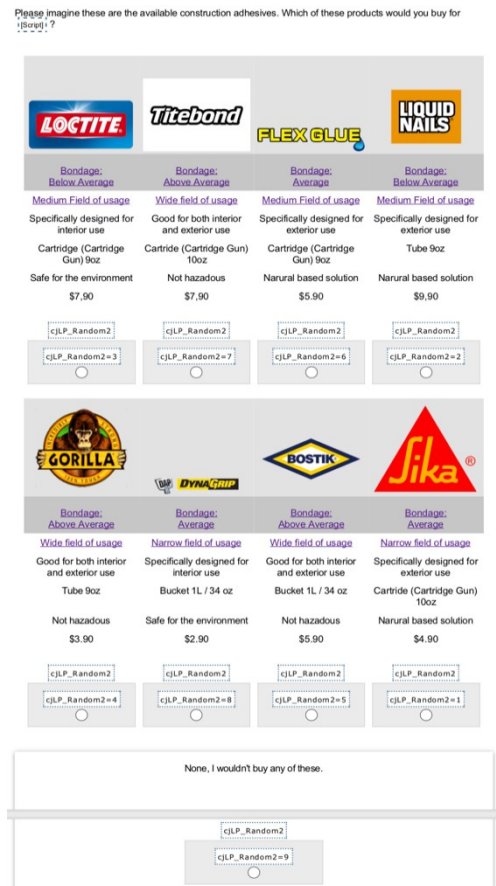 Please imagine these are the available construction adhesives. Which of these products would you buy for
[Script] ?
LOCTITE. Titebond FLEX GLUE LIQUID NAILS
Bondage: Below Average
Bondage: Above Average
Bondage: Average
Bondage: Below Average
Medium Field of usage
Wide field of usage
Medium Field of usage
Medium Field of usage
Specifically designed for interior use
Good for both interior and exterior use
Specifically designed for exterior use
Specifically designed for exterior use
Cartridge (Cartridge Gun) 9oz
Cartride (Cartridge Gun) 10oz
Cartridge (Cartridge Gun) 9oz
Tube 9oz
Safe for the environment
Not hazadous
Narural based solution
Narural based solution
$7,90
$7,90
$5.90
$9,90
cjLP_Random2
cjLP_Random2
cjLP_Random2
cjLP_Random2
cjLP_Random2=3
cjLP_Random2=7
cjLP_Random2=6
cjLP_Random2=2
GORILLA DAP DYNAGRIP BOSTIK Sika ®
Bondage: Above Average
Bondage: Average
Bondage: Above Average
Bondage: Average
Wide field of usage
Narrow field of usage
Wide field of usage
Narrow field of usage
Good for both interior and exterior use
Specifically designed for interior use
Good for both interior and exterior use
Specifically designed for exterior use
Tube 9oz
Bucket 1L / 34 oz
Bucket 1L / 34 oz
Cartride (Cartridge Gun) 10oz
Not hazadous
Safe for the environment
Not hazadous
Narural based solution
$3.90
$2.90
$5.90
$4.90
cjLP_Random2
cjLP_Random2
cjLP_Random2
cjLP_Random2
cjLP_Random2=4
cjLP_Random2=8
cjLP_Random2=5
cjLP_Random2=1
None, I wouldn't buy any of these.
cjLP_Random2
cjLP_Random2=9